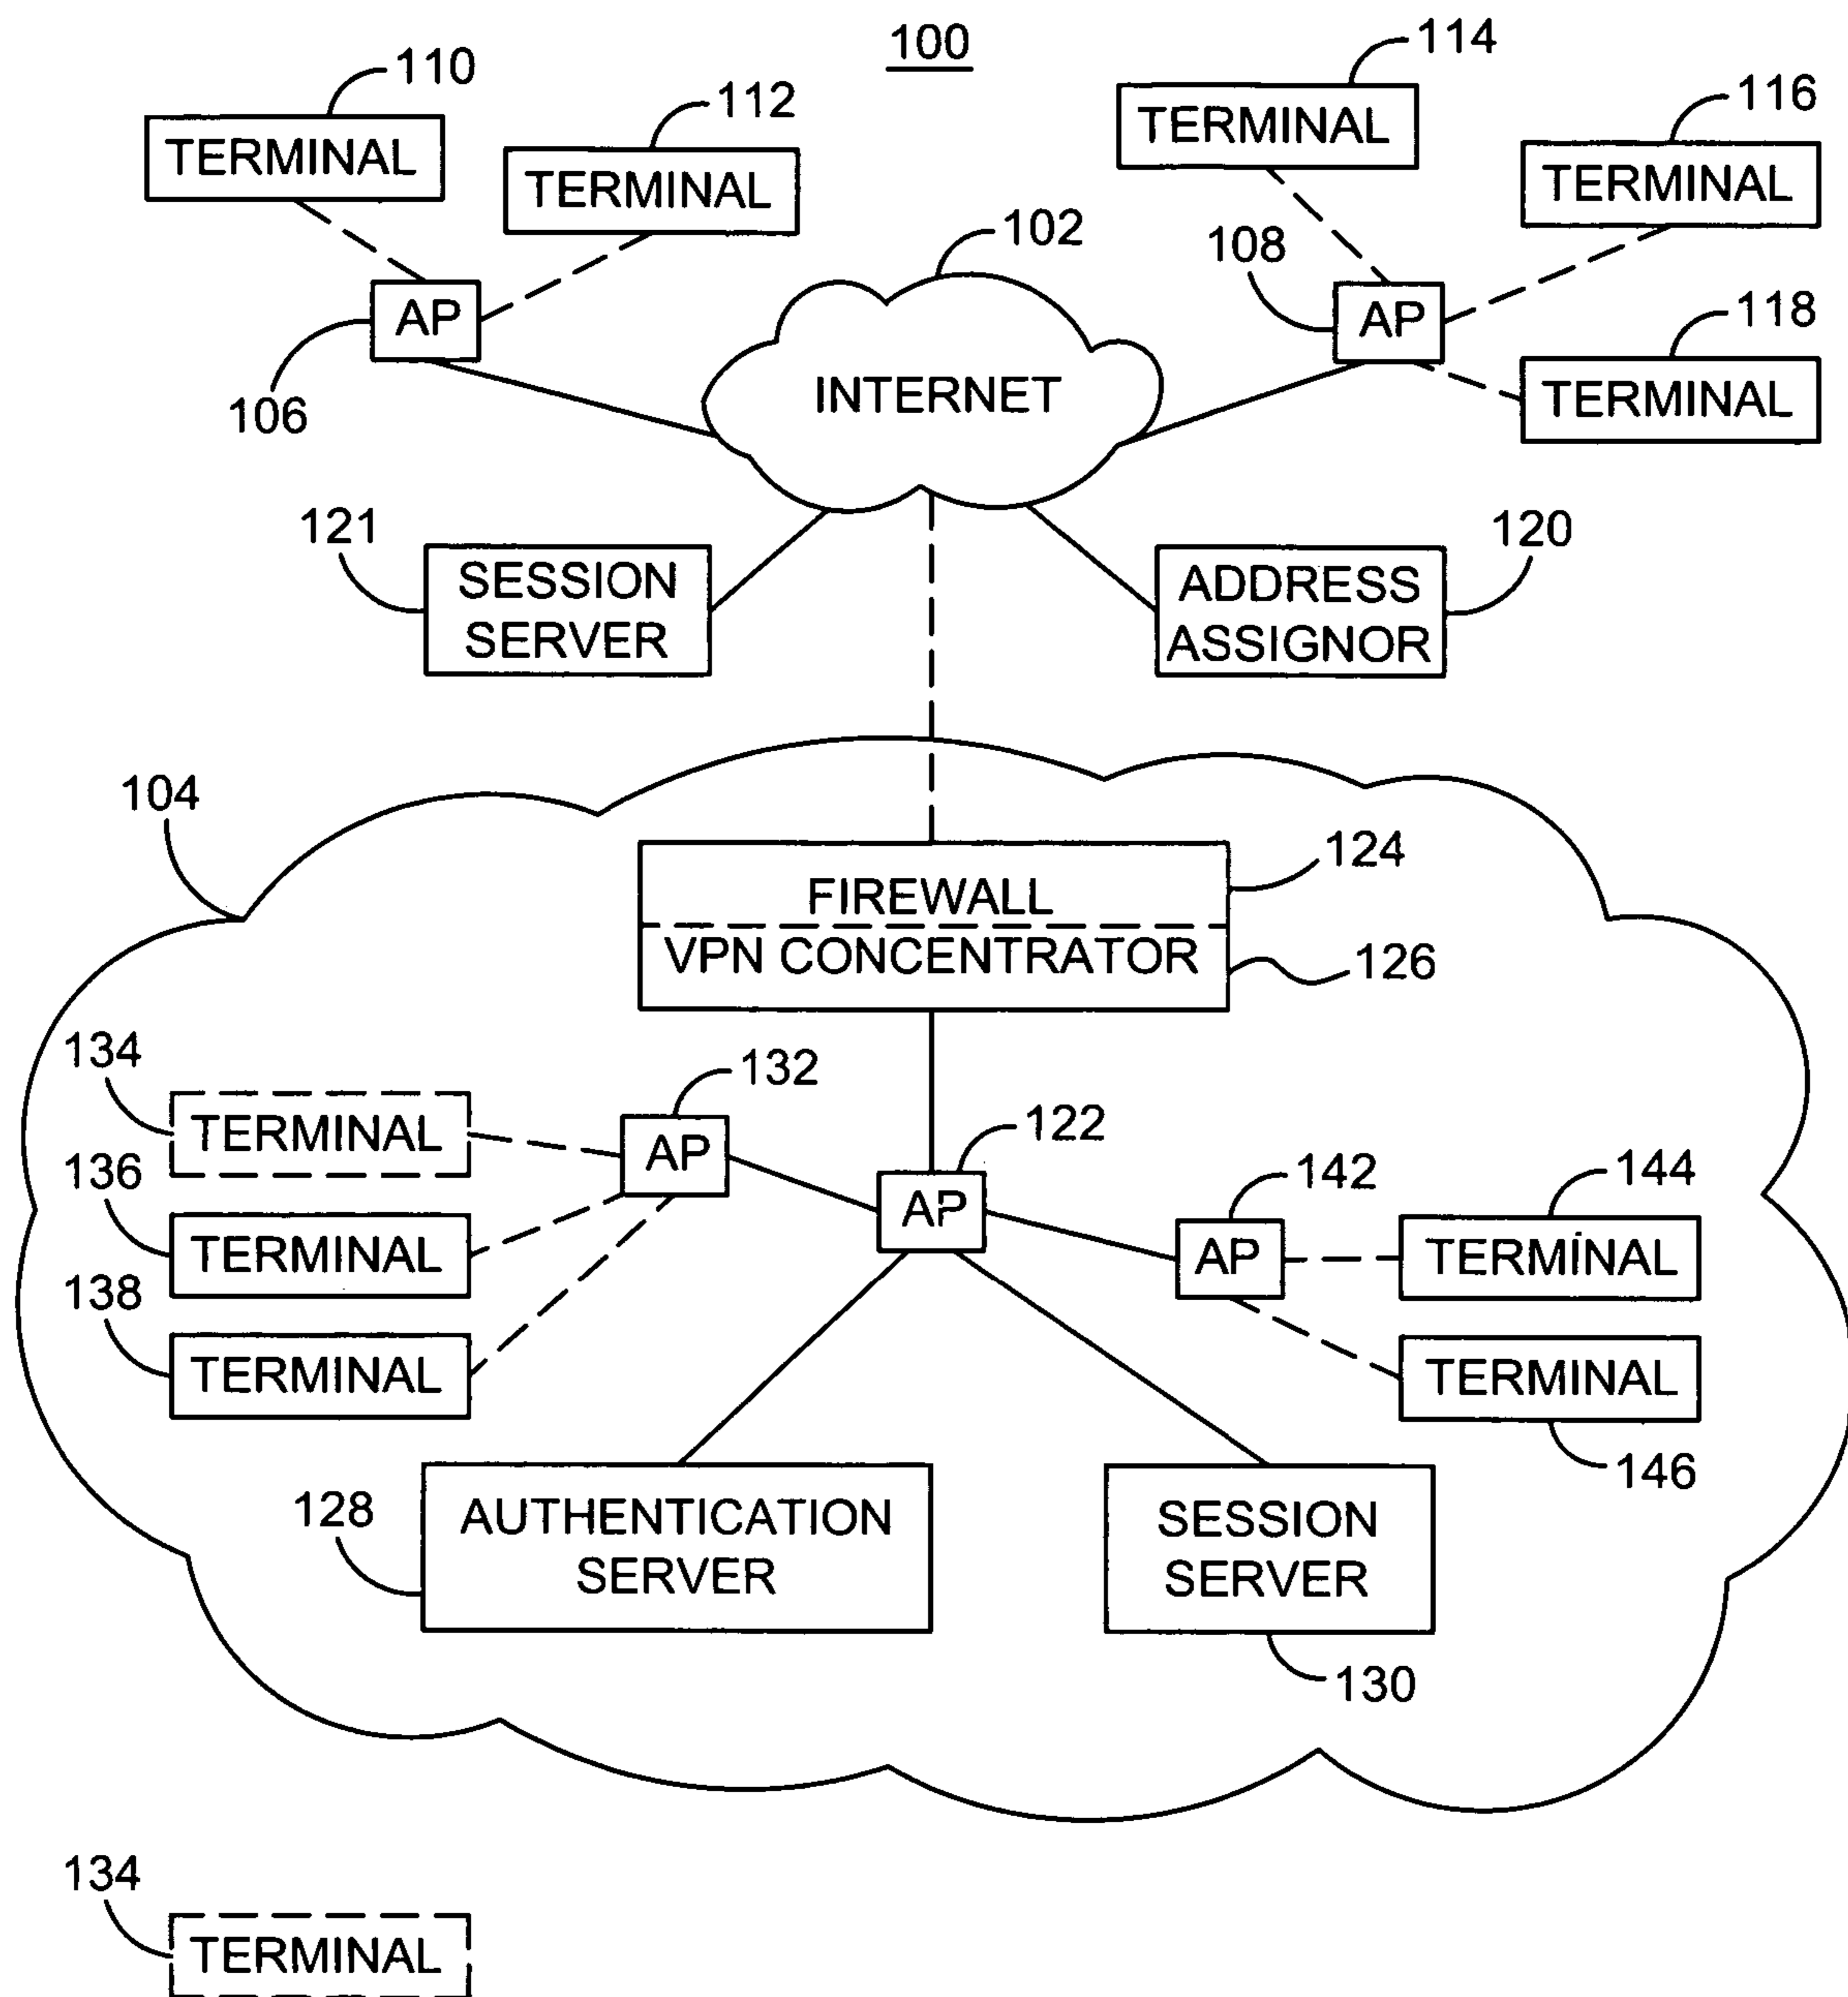 100
110
TERMINAL
112
TERMINAL
114
TERMINAL
116
TERMINAL
118
TERMINAL
AP
106
108
AP
102
INTERNET
121
SESSION
SERVER
120
ADDRESS
ASSIGNOR
104
FIREWALL
124
VPN CONCENTRATOR
126
134
TERMINAL
136
TERMINAL
138
TERMINAL
132
AP
122
AP
142
AP
144
TERMINAL
TERMINAL
146
128
AUTHENTICATION
SERVER
SESSION
SERVER
130
134
TERMINAL